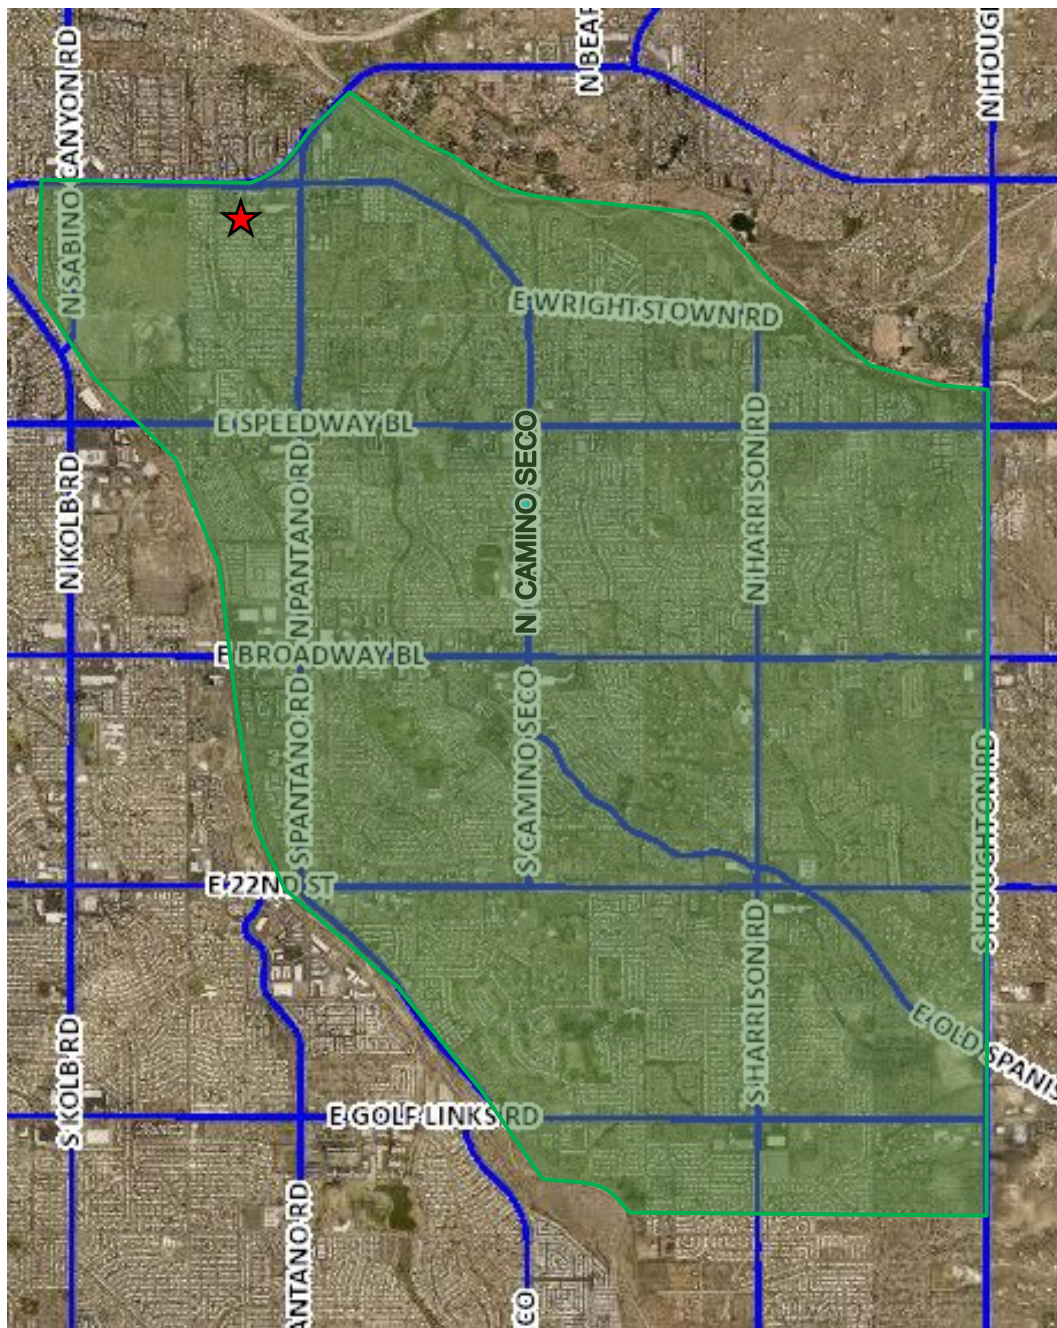 N SABINO CANYON RD
N BEAR
N HOUG
E WRIGHTSTOWN RD
E SPEEDWAY BL
N KOLB RD
N PANTANO RD
N CAMINO SECO
N HARRISON RD
E BROADWAY BL
S PANTANO RD
S CAMINO SECO
S HOUGHTON RD
E 22ND ST
S HARRISON RD
E OLD SPANIS
S KOLB RD
E GOLF LINKS RD
ANTANO RD
CO